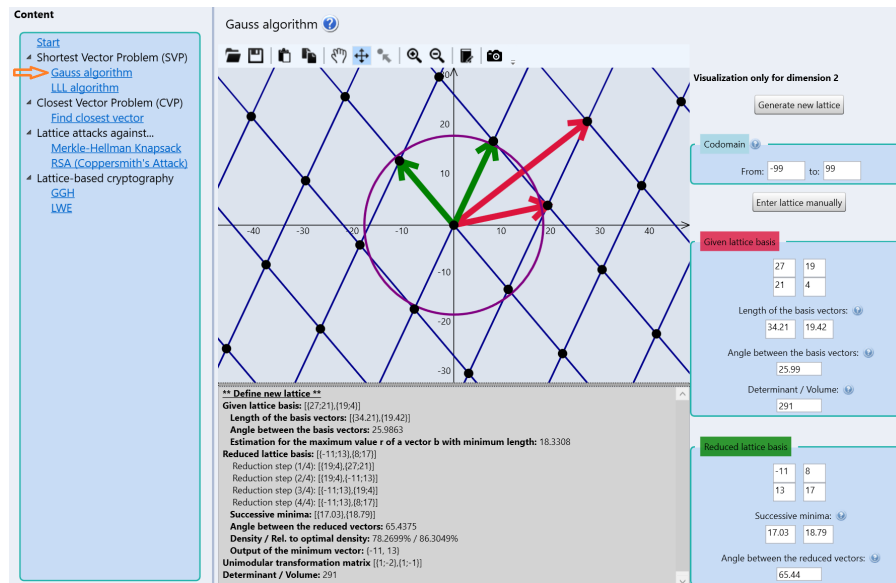 Content
Start
Shortest Vector Problem (SVP)
Gauss algorithm
LLL algorithm
Closest Vector Problem (CVP)
Find closest vector
Lattice attacks against...
Merkle-Hellman Knapsack
RSA (Coppersmith's Attack)
Lattice-based cryptography
GGH
LWE
Gauss algorithm ?
30
20
10
-40 -30 -20 -10 0 10 20 30 40
-10
-20
-30
** Define new lattice **
Given lattice basis: [{27;21},{19;4}]
Length of the basis vectors: [{34.21},{19.42}]
Angle between the basis vectors: 25.9863
Estimation for the maximum value r of a vector b with minimum length: 18.3308
Reduced lattice basis: [{-11;13},{8;17}]
Reduction step (1/4): [{19;4},{27;21}]
Reduction step (2/4): [{19;4},{-11;13}]
Reduction step (3/4): [{-11;13},{19;4}]
Reduction step (4/4): [{-11;13},{8;17}]
Successive minima: [{17.03},{18.79}]
Angle between the reduced vectors: 65.4375
Density / Rel. to optimal density: 78.2699% / 86.3049%
Output of the minimum vector: {-11, 13}
Unimodular transformation matrix [{1;-2},{1;-1}]
Determinant / Volume: 291
Visualization only for dimension 2
Generate new lattice
Codomain ?
From: -99 to: 99
Enter lattice manually
Given lattice basis
27 19
21 4
Length of the basis vectors: ?
34.21 19.42
Angle between the basis vectors: ?
25.99
Determinant / Volume: ?
291
Reduced lattice basis
-11 8
13 17
Successive minima: ?
17.03 18.79
Angle between the reduced vectors: ?
65.44